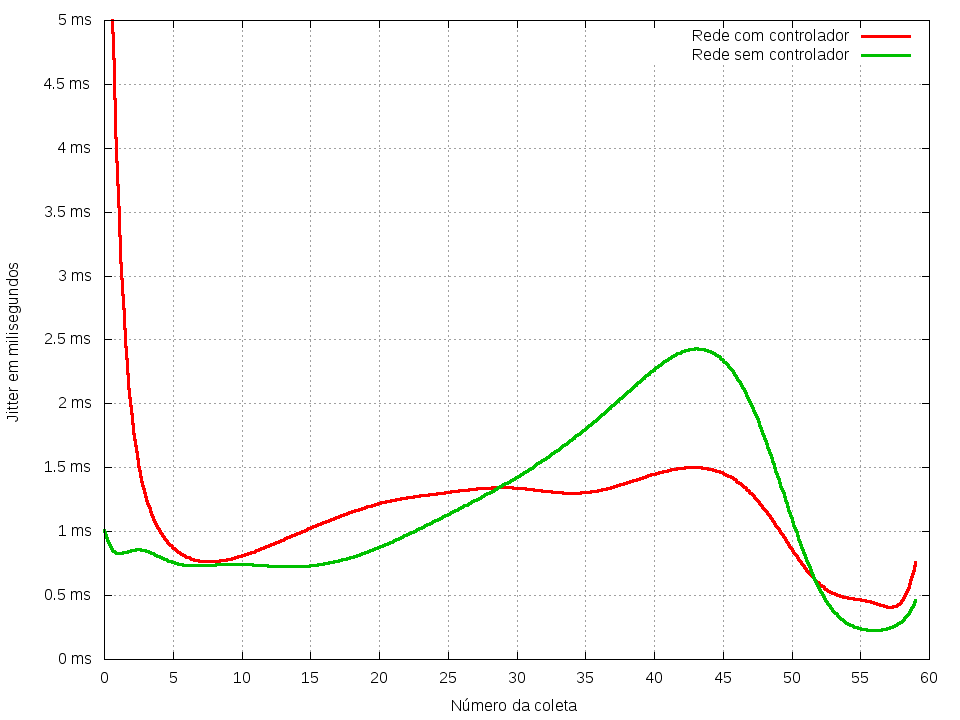 Rede com controlador
Rede sem controlador
5 ms
4.5 ms
4 ms
3.5 ms
3 ms
2.5 ms
2 ms
1.5 ms
1 ms
0.5 ms
0 ms
Jitter em milisegundos
0 5 10 15 20 25 30 35 40 45 50 55 60
Número da coleta